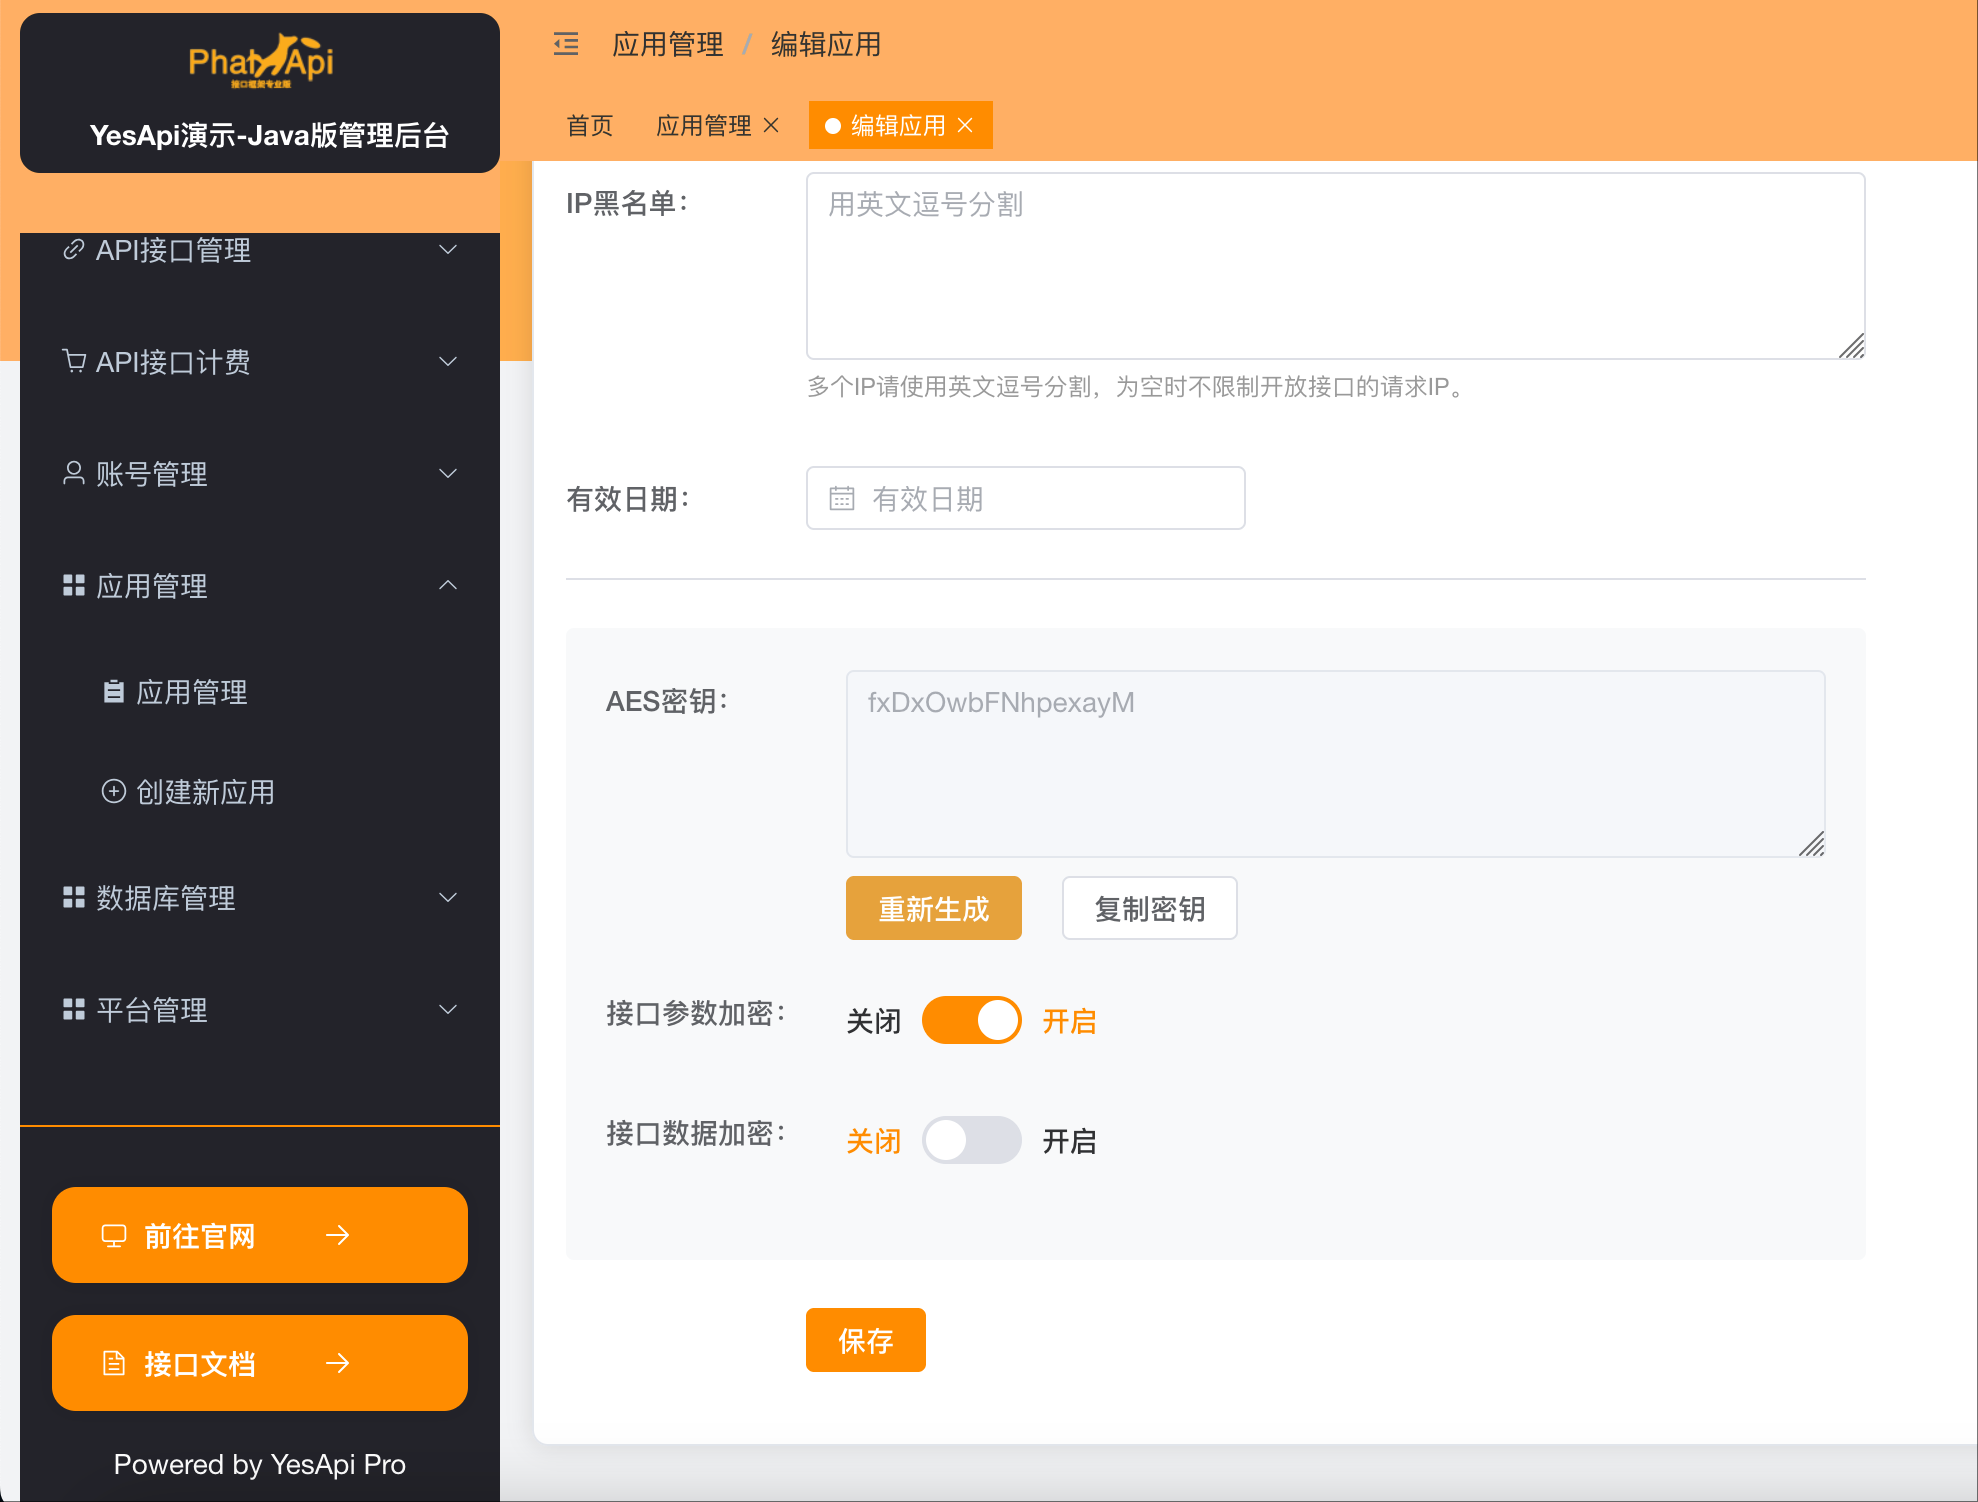 PhalApi
接口框架专业版
YesApi演示-Java版管理后台
API接口管理
API接口计费
账号管理
应用管理
应用管理
创建新应用
数据库管理
平台管理
前往官网
接口文档
Powered by YesApi Pro
应用管理 / 编辑应用
首页 应用管理 编辑应用
IP黑名单：
用英文逗号分割
多个IP请使用英文逗号分割，为空时不限制开放接口的请求IP。
有效日期：
有效日期
AES密钥：
fxDxOwbFNhpexayM
重新生成 复制密钥
接口参数加密： 关闭 开启
接口数据加密： 关闭 开启
保存